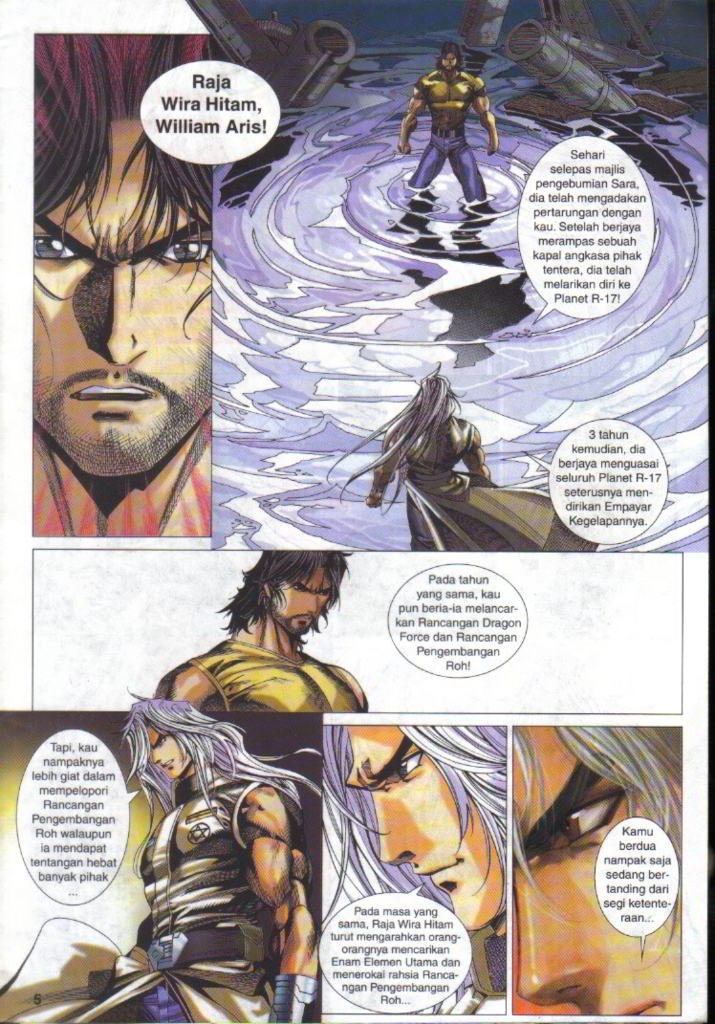 Raja
Wira Hitam,
William Aris!
Sehari
selepas majlis
pengebumian Sara,
dia telah mengadakan
pertarungan dengan
kau. Setelah berjaya
merampas sebuah
kapal angkasa pihak
tentera, dia telah
melarikan diri ke
Planet R-17!
3 tahun
kemudian, dia
berjaya menguasai
seluruh Planet R-17
seterusnya men-
dirikan Empayar
Kegelapannya.
Pada tahun
yang sama, kau
pun beria-ia melancar-
kan Rancangan Dragon
Force dan Rancangan
Pengembangan
Roh!
Tapi, kau
nampaknya
lebih giat dalam
mempelopori
Rancangan
Pengembangan
Roh walaupun
ia mendapat
tentangan hebat
banyak pihak
...
Pada masa yang
sama, Raja Wira Hitam
turut mengarahkan orang-
orangnya mencarikan
Enam Elemen Utama dan
menerokai rahsia Ranca-
ngan Pengembangan
Roh...
Kamu
berdua
nampak saja
sedang ber-
tanding dari
segi ketente-
raan...
5